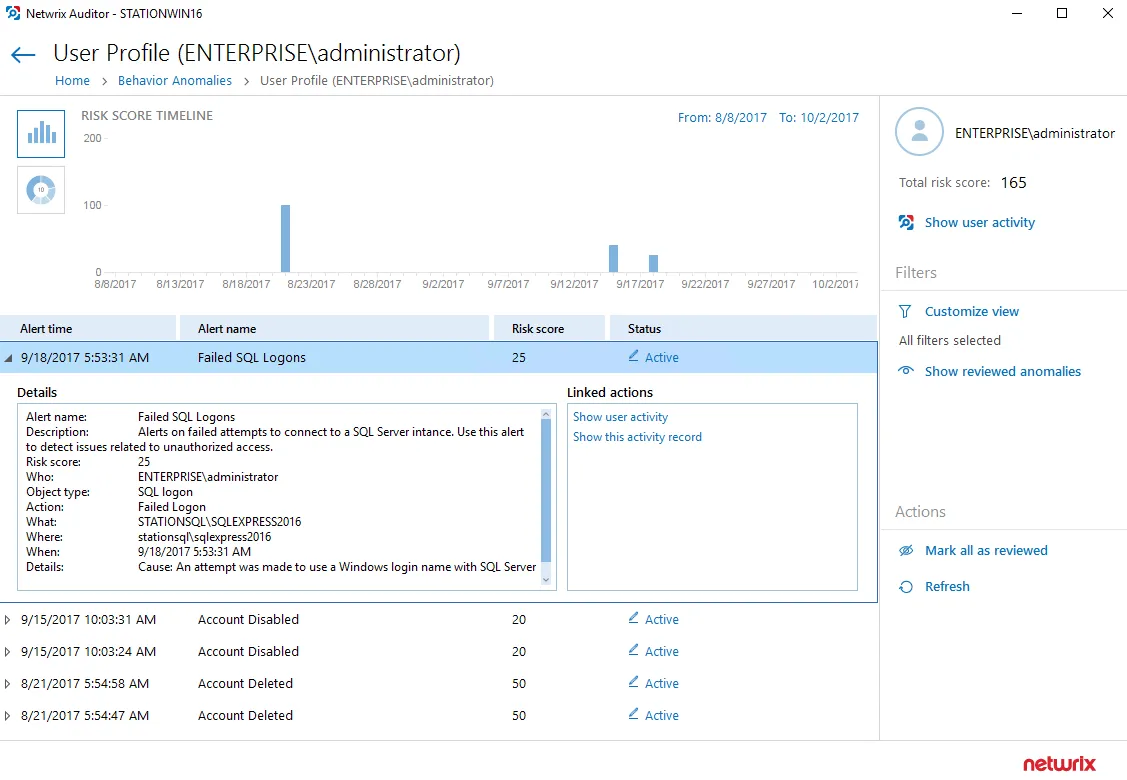 Netwrix Auditor - STATIONWIN16
User Profile (ENTERPRISE\administrator)
Home > Behavior Anomalies > User Profile (ENTERPRISE\administrator)
RISK SCORE TIMELINE
From: 8/8/2017 To: 10/2/2017
200
100
0
8/8/2017 8/13/2017 8/18/2017 8/23/2017 8/28/2017 9/2/2017 9/7/2017 9/12/2017 9/17/2017 9/22/2017 9/27/2017 10/2/2017
10
Alert time Alert name Risk score Status
9/18/2017 5:53:31 AM Failed SQL Logons 25 Active
Details
Alert name: Failed SQL Logons
Description: Alerts on failed attempts to connect to a SQL Server intance. Use this alert
to detect issues related to unauthorized access.
Risk score: 25
Who: ENTERPRISE\administrator
Object type: SQL logon
Action: Failed Logon
What: STATIONSQL\SQLEXPRESS2016
Where: stationsql\sqlexpress2016
When: 9/18/2017 5:53:31 AM
Details: Cause: An attempt was made to use a Windows login name with SQL Server
Linked actions
Show user activity
Show this activity record
9/15/2017 10:03:31 AM Account Disabled 20 Active
9/15/2017 10:03:24 AM Account Disabled 20 Active
8/21/2017 5:54:58 AM Account Deleted 50 Active
8/21/2017 5:54:47 AM Account Deleted 50 Active
ENTERPRISE\administrator
Total risk score: 165
Show user activity
Filters
Customize view
All filters selected
Show reviewed anomalies
Actions
Mark all as reviewed
Refresh
netwrix